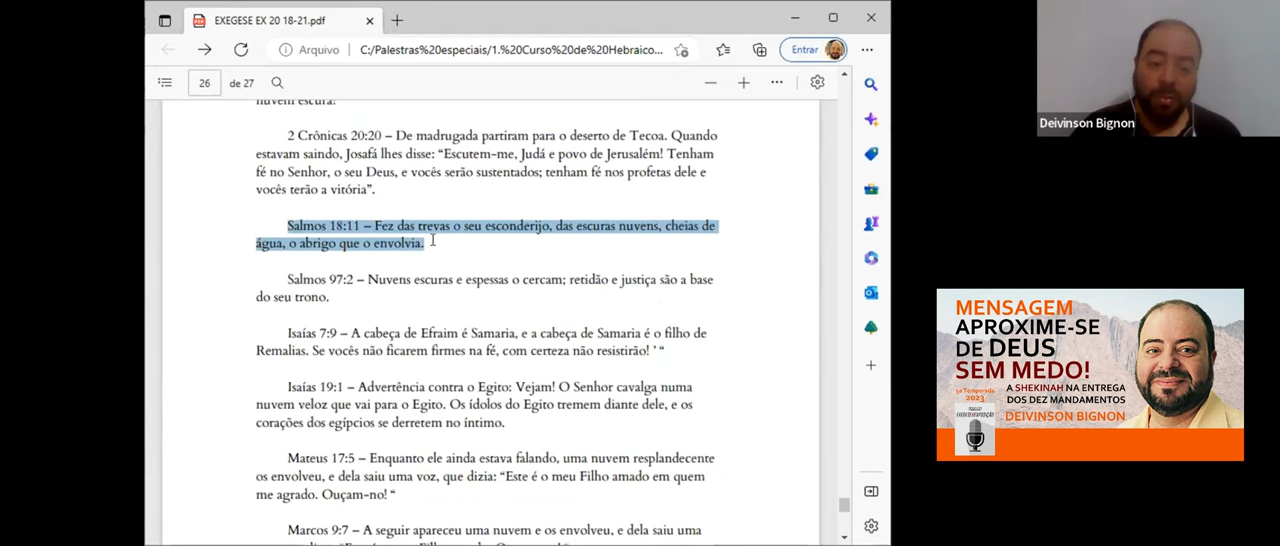 EXEGESE EX 20 18-21.pdf
Arquivo
C:/Palestras%20especiais/1.%20Curso%20de%20Hebraico...
Entrar
26
de 27
nuvem escura.
2 Crônicas 20:20 – De madrugada partiram para o deserto de Tecoa. Quando
estavam saindo, Josafá lhes disse: “Escutem-me, Judá e povo de Jerusalém! Tenham
fé no Senhor, o seu Deus, e vocês serão sustentados; tenham fé nos profetas dele e
vocês terão a vitória”.
Salmos 18:11 – Fez das trevas o seu esconderijo, das escuras nuvens, cheias de
água, o abrigo que o envolvia.
Salmos 97:2 – Nuvens escuras e espessas o cercam; retidão e justiça são a base
do seu trono.
Isaías 7:9 – A cabeça de Efraim é Samaria, e a cabeça de Samaria é o filho de
Remalias. Se vocês não ficarem firmes na fé, com certeza não resistirão! ’ “
Isaías 19:1 – Advertência contra o Egito: Vejam! O Senhor cavalga numa
nuvem veloz que vai para o Egito. Os ídolos do Egito tremem diante dele, e os
corações dos egípcios se derretem no íntimo.
Mateus 17:5 – Enquanto ele ainda estava falando, uma nuvem resplandecente
os envolveu, e dela saiu uma voz, que dizia: “Este é o meu Filho amado em quem
me agrado. Ouçam-no! “
Marcos 9:7 – A seguir apareceu uma nuvem e os envolveu, e dela saiu uma
Deivinson Bignon
MENSAGEM
APROXIME-SE
DE DEUS
SEM MEDO!
A SHEKINAH NA ENTREGA
DOS DEZ MANDAMENTOS
DEIVINSON BIGNON
Temporada
2023